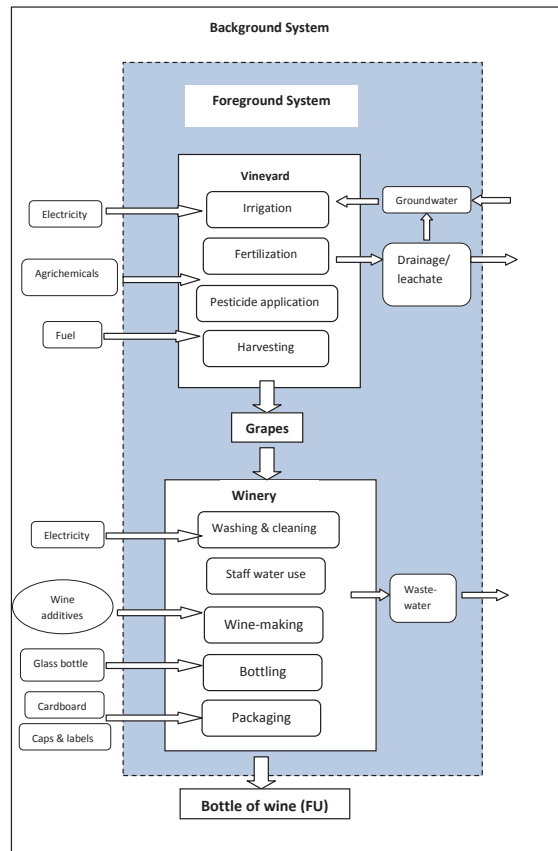 Background System
Foreground System
Vineyard
Electricity
Irrigation
Groundwater
Agrichemicals
Fertilization
Drainage/
leachate
Pesticide application
Fuel
Harvesting
Grapes
Winery
Electricity
Washing & cleaning
Staff water use
Waste-
water
Wine
additives
Wine-making
Glass bottle
Bottling
Cardboard
Packaging
Caps & labels
Bottle of wine (FU)